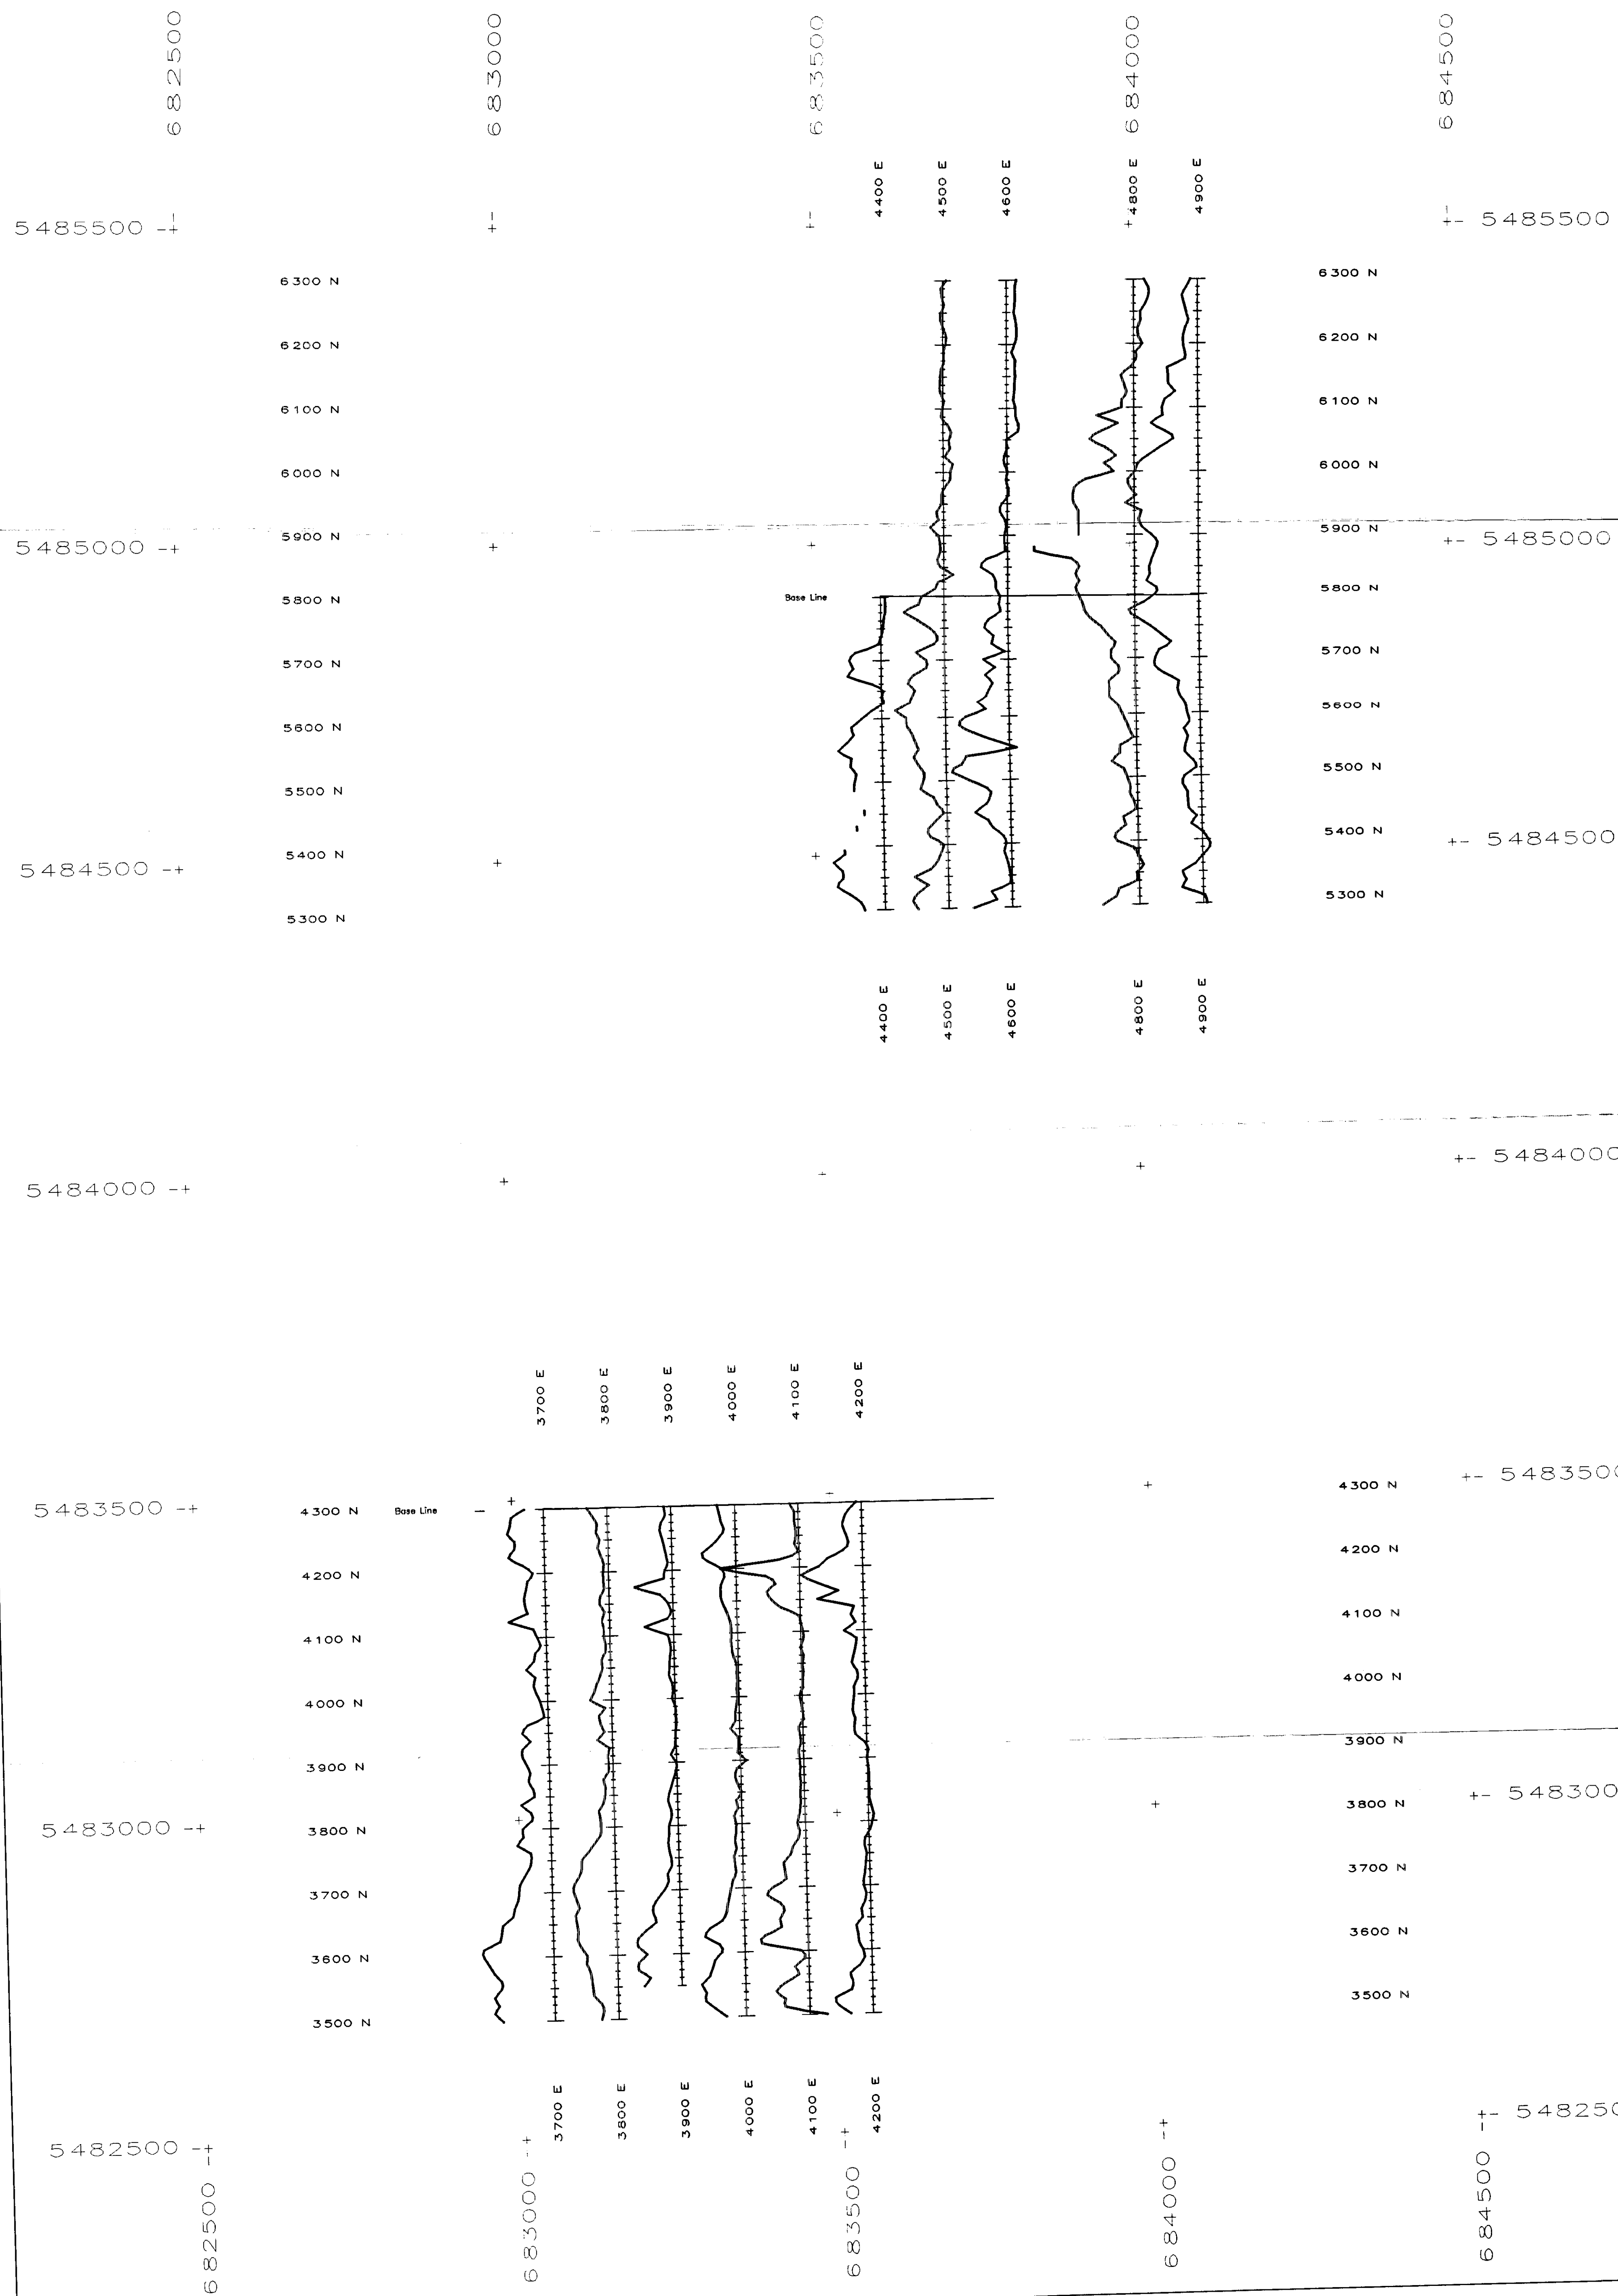 682500 683000 683500 684000 684500
4400 E 4500 E 4600 E 4800 E 4900 E
5485500 5485500
6300 N 6300 N
6200 N 6200 N
6100 N 6100 N
6000 N 6000 N
5900 N 5900 N
5485000 5485000
5800 N Base Line 5800 N
5700 N 5700 N
5600 N 5600 N
5500 N 5500 N
5400 N 5400 N
5484500 5484500
5300 N 5300 N
4400 E 4500 E 4600 E 4800 E 4900 E
5484000 5484000
3700 E 3800 E 3900 E 4000 E 4100 E 4200 E
5483500 5483500
4300 N Base Line 4300 N
4200 N 4200 N
4100 N 4100 N
4000 N 4000 N
3900 N 3900 N
5483000 548300
3800 N 3800 N
3700 N 3700 N
3600 N 3600 N
3500 N 3500 N
3700 E 3800 E 3900 E 4000 E 4100 E 4200 E
5482500 548250
682500 683000 683500 684000 684500